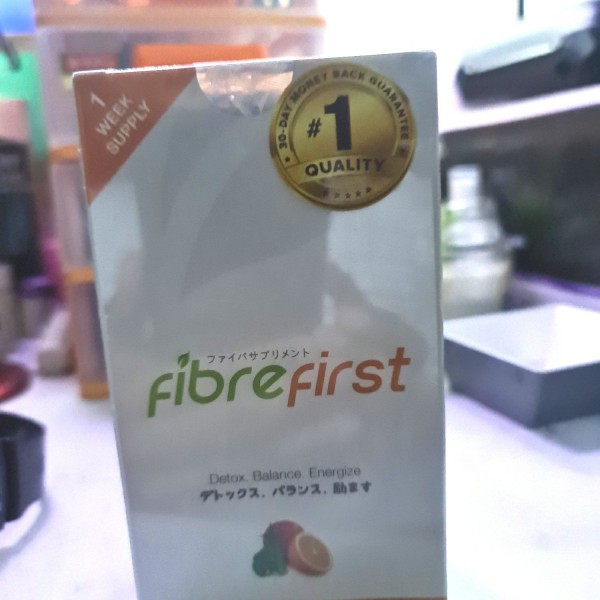 1
WEEK
SUPPLY
30-DAY MONEY BACK GUARANTEE
#1
QUALITY
ファイバサプリメント
fibrefirst
Detox. Balance. Energize
デトックス. バランス. 励ます